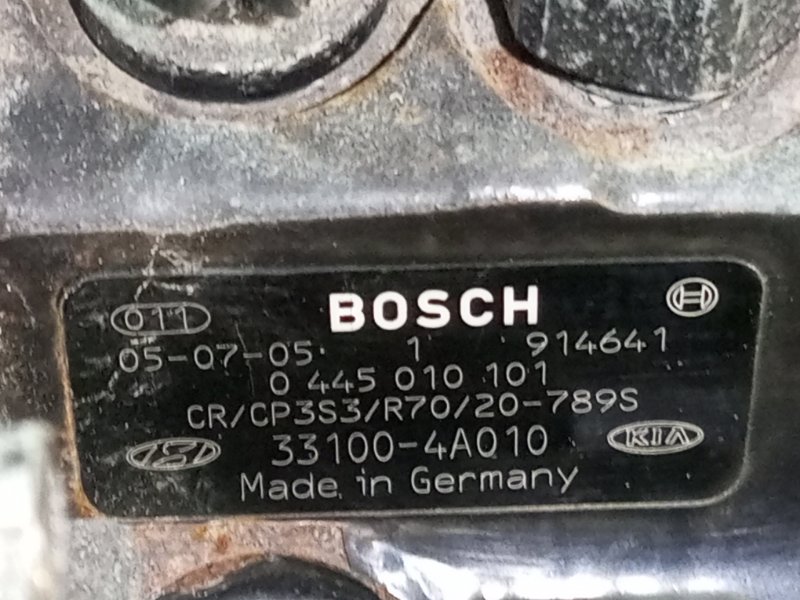 011 BOSCH
05-07-05 1 914641
0 445 010 101
CR/CP3S3/R70/20-789S
33100-4A010 KIA
Made in Germany